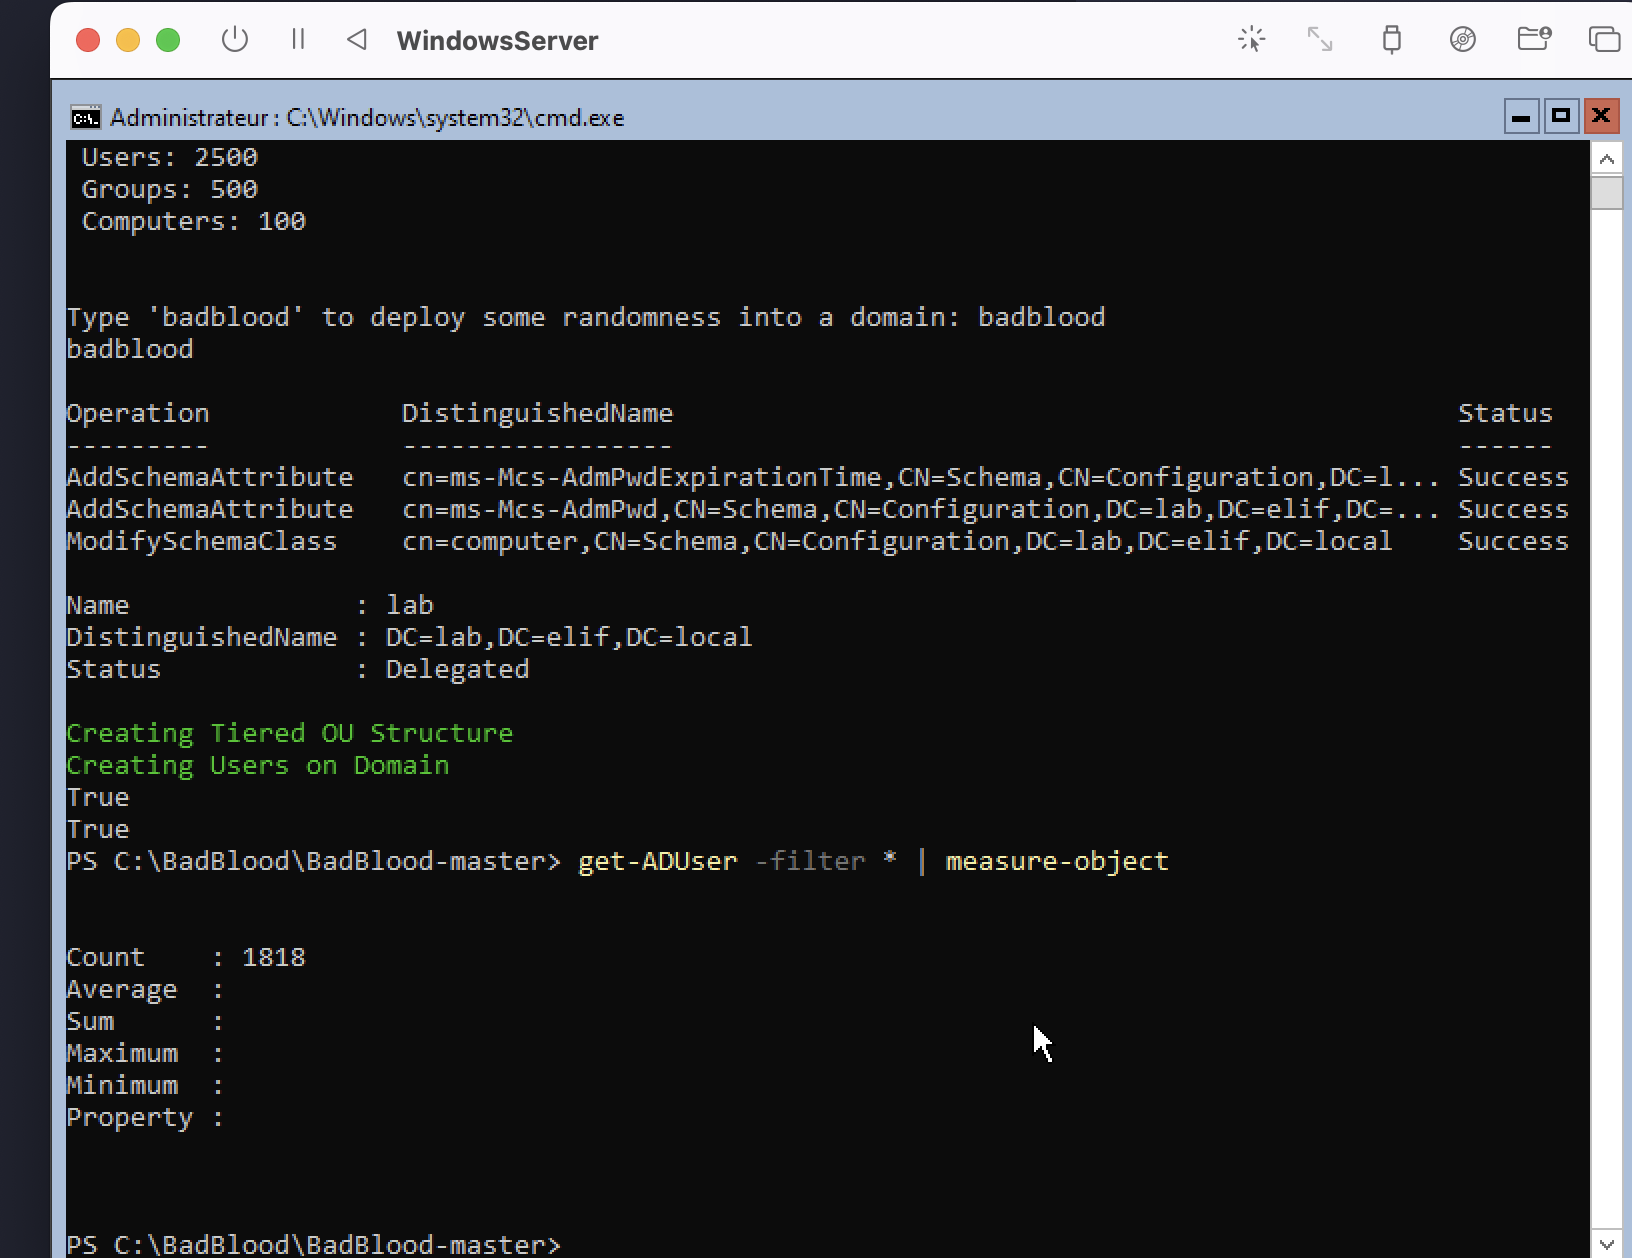 WindowsServer
Administrateur : C:\Windows\system32\cmd.exe
Users: 2500
Groups: 500
Computers: 100
Type 'badblood' to deploy some randomness into a domain: badblood
badblood
Operation DistinguishedName Status
--------- ----------------- ------
AddSchemaAttribute cn=ms-Mcs-AdmPwdExpirationTime,CN=Schema,CN=Configuration,DC=l... Success
AddSchemaAttribute cn=ms-Mcs-AdmPwd,CN=Schema,CN=Configuration,DC=lab,DC=elif,DC=... Success
ModifySchemaClass cn=computer,CN=Schema,CN=Configuration,DC=lab,DC=elif,DC=local Success
Name : lab
DistinguishedName : DC=lab,DC=elif,DC=local
Status : Delegated
Creating Tiered OU Structure
Creating Users on Domain
True
True
PS C:\BadBlood\BadBlood-master> get-ADUser -filter * | measure-object
Count : 1818
Average :
Sum :
Maximum :
Minimum :
Property :
PS C:\BadBlood\BadBlood-master>